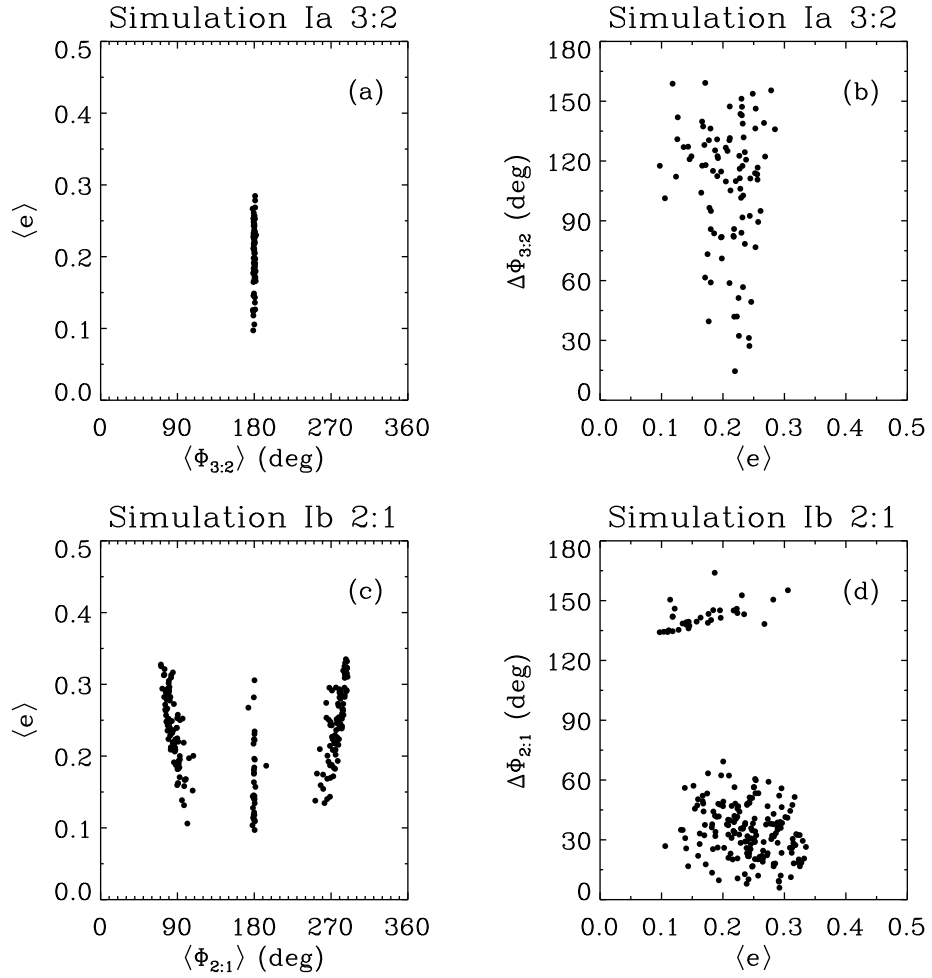 Simulation Ia 3:2
Simulation Ia 3:2
(a)
0.5
0.4
0.3
0.2
0.1
0.0
⟨e⟩
0 90 180 270 360
⟨Φ3:2⟩ (deg)
(b)
180
150
120
90
60
30
0
ΔΦ3:2 (deg)
0.0 0.1 0.2 0.3 0.4 0.5
⟨e⟩
Simulation Ib 2:1
Simulation Ib 2:1
(c)
0.5
0.4
0.3
0.2
0.1
0.0
⟨e⟩
0 90 180 270 360
⟨Φ2:1⟩ (deg)
(d)
180
150
120
90
60
30
0
ΔΦ2:1 (deg)
0.0 0.1 0.2 0.3 0.4 0.5
⟨e⟩